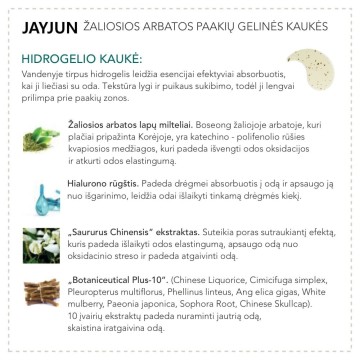 JAYJUN ŽALIOSIOS ARBATOS PAAKIŲ GELINĖS KAUKĖS
HIDROGELIO KAUKĖ:
Vandenyje tirpus hidrogelis leidžia esencijai efektyviai absorbuotis,
kai ji liečiasi su oda. Tekstūra lygi ir puikaus sukibimo, todėl ji lengvai
prilimpa prie paakių zonos.
Žaliosios arbatos lapų milteliai. Boseong žaliojoje arbatoje, kuri
plačiai pripažinta Korėjoje, yra katechino - polifenolio rūšies
kvapiosios medžiagos, kuri padeda išvengti odos oksidacijos
ir atkurti odos elastingumą.
Hialurono rūgštis. Padeda drėgmei absorbuotis į odą ir apsaugo ją
nuo išgarinimo, leidžia odai išlaikyti tinkamą drėgmės kiekį.
„Saururus Chinensis“ ekstraktas. Suteikia poras sutraukiantį efektą,
kuris padeda išlaikyti odos elastingumą, apsaugo odą nuo
oksidacinio streso ir padeda atgaivinti odą.
„Botaniceutical Plus-10“. (Chinese Liquorice, Cimicifuga simplex,
Pleuropterus multiflorus, Phellinus linteus, Ang elica gigas, White
mulberry, Paeonia japonica, Sophora Root, Chinese Skullcap).
10 įvairių ekstraktų padeda nuraminti jautrią odą,
skaistina ir atgaivina odą.